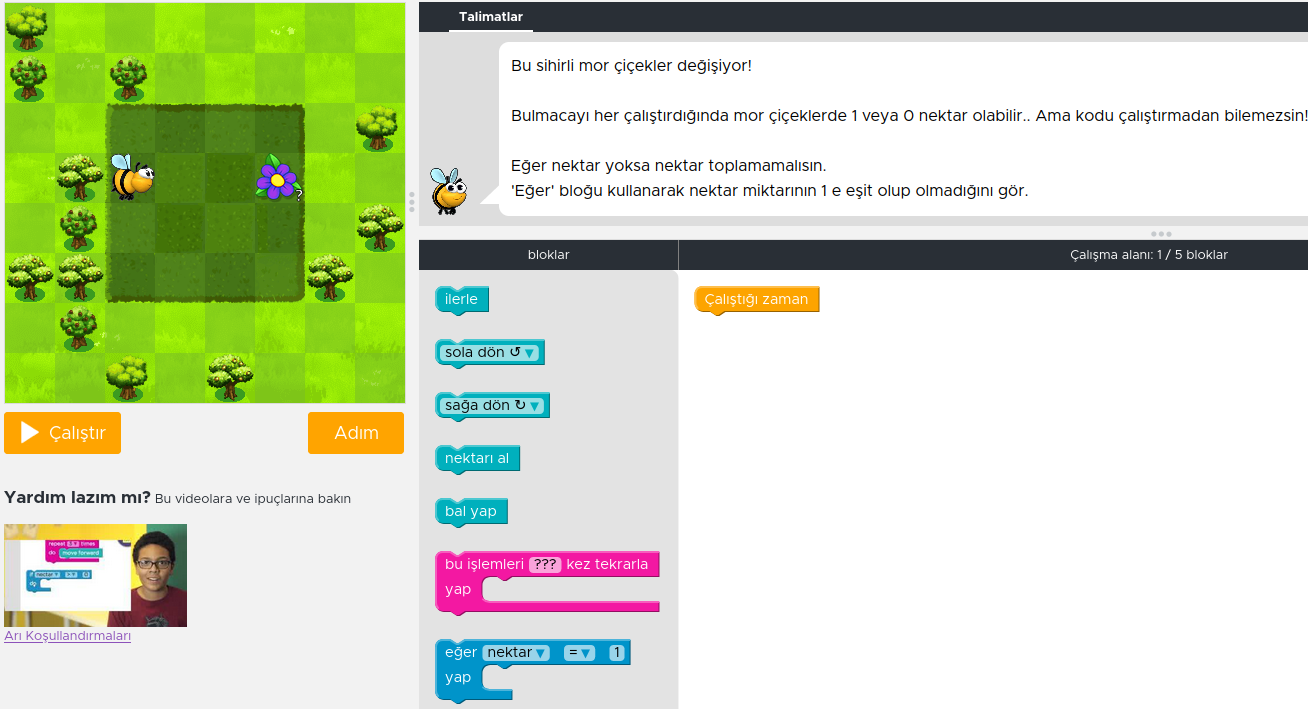 Talimatlar
Bu sihirli mor çiçekler değişiyor!
Bulmacayı her çalıştırdığında mor çiçeklerde 1 veya 0 nektar olabilir.. Ama kodu çalıştırmadan bilemezsin!
Eğer nektar yoksa nektar toplamamalısın.
'Eğer' bloğu kullanarak nektar miktarının 1 e eşit olup olmadığını gör.
?
bloklar
Çalışma alanı: 1 / 5 bloklar
ilerle
Çalıştığı zaman
sola dön ↺ ▼
sağa dön ↻ ▼
nektarı al
bal yap
bu işlemleri ??? kez tekrarla
yap
eğer nektar ▼ = ▼ 1
yap
Çalıştır
Adım
Yardım lazım mı? Bu videolara ve ipuçlarına bakın
repeat times
do move forward
nectar
Arı Koşullandırmaları